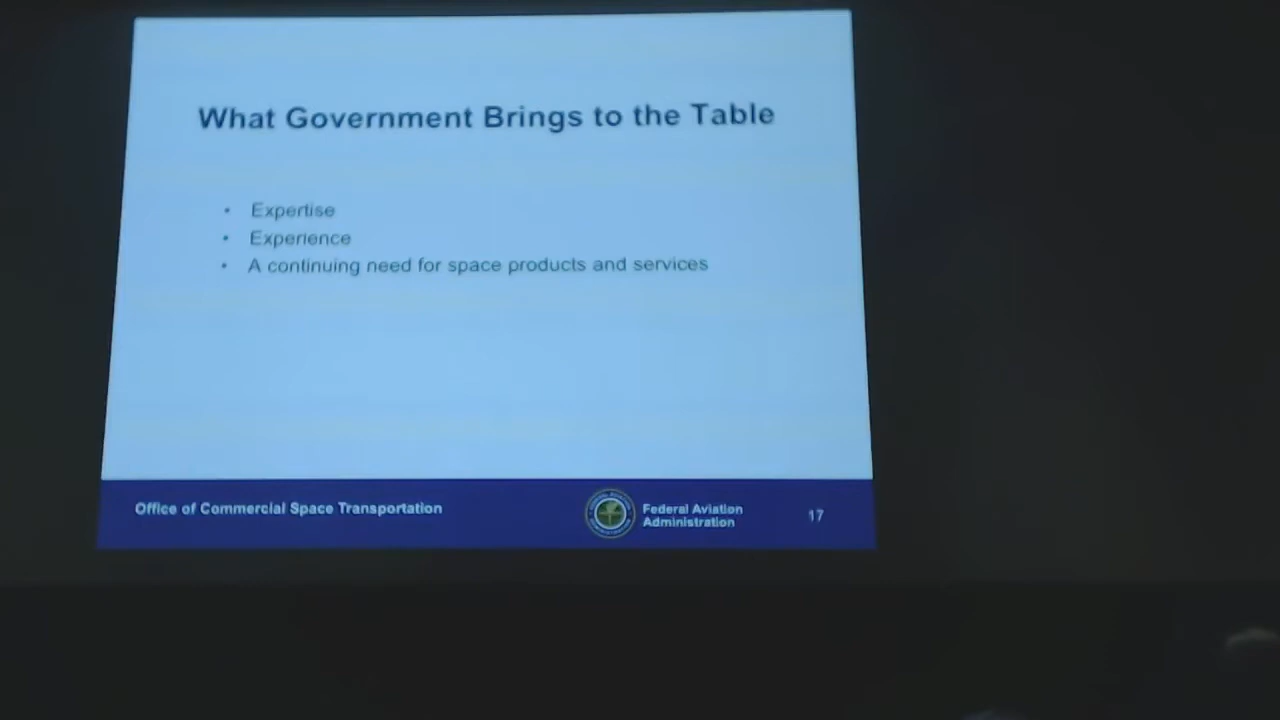 What Government Brings to the Table
• Expertise
• Experience
• A continuing need for space products and services
Office of Commercial Space Transportation
Federal Aviation
Administration
17